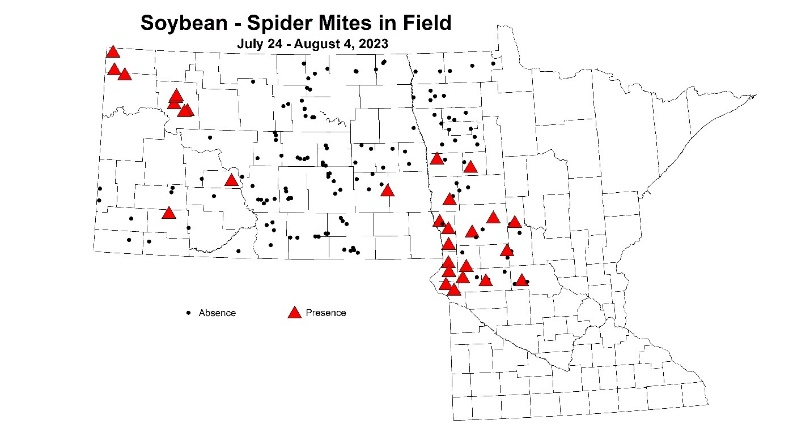 Soybean - Spider Mites in Field
July 24 - August 4, 2023
Absence
Presence